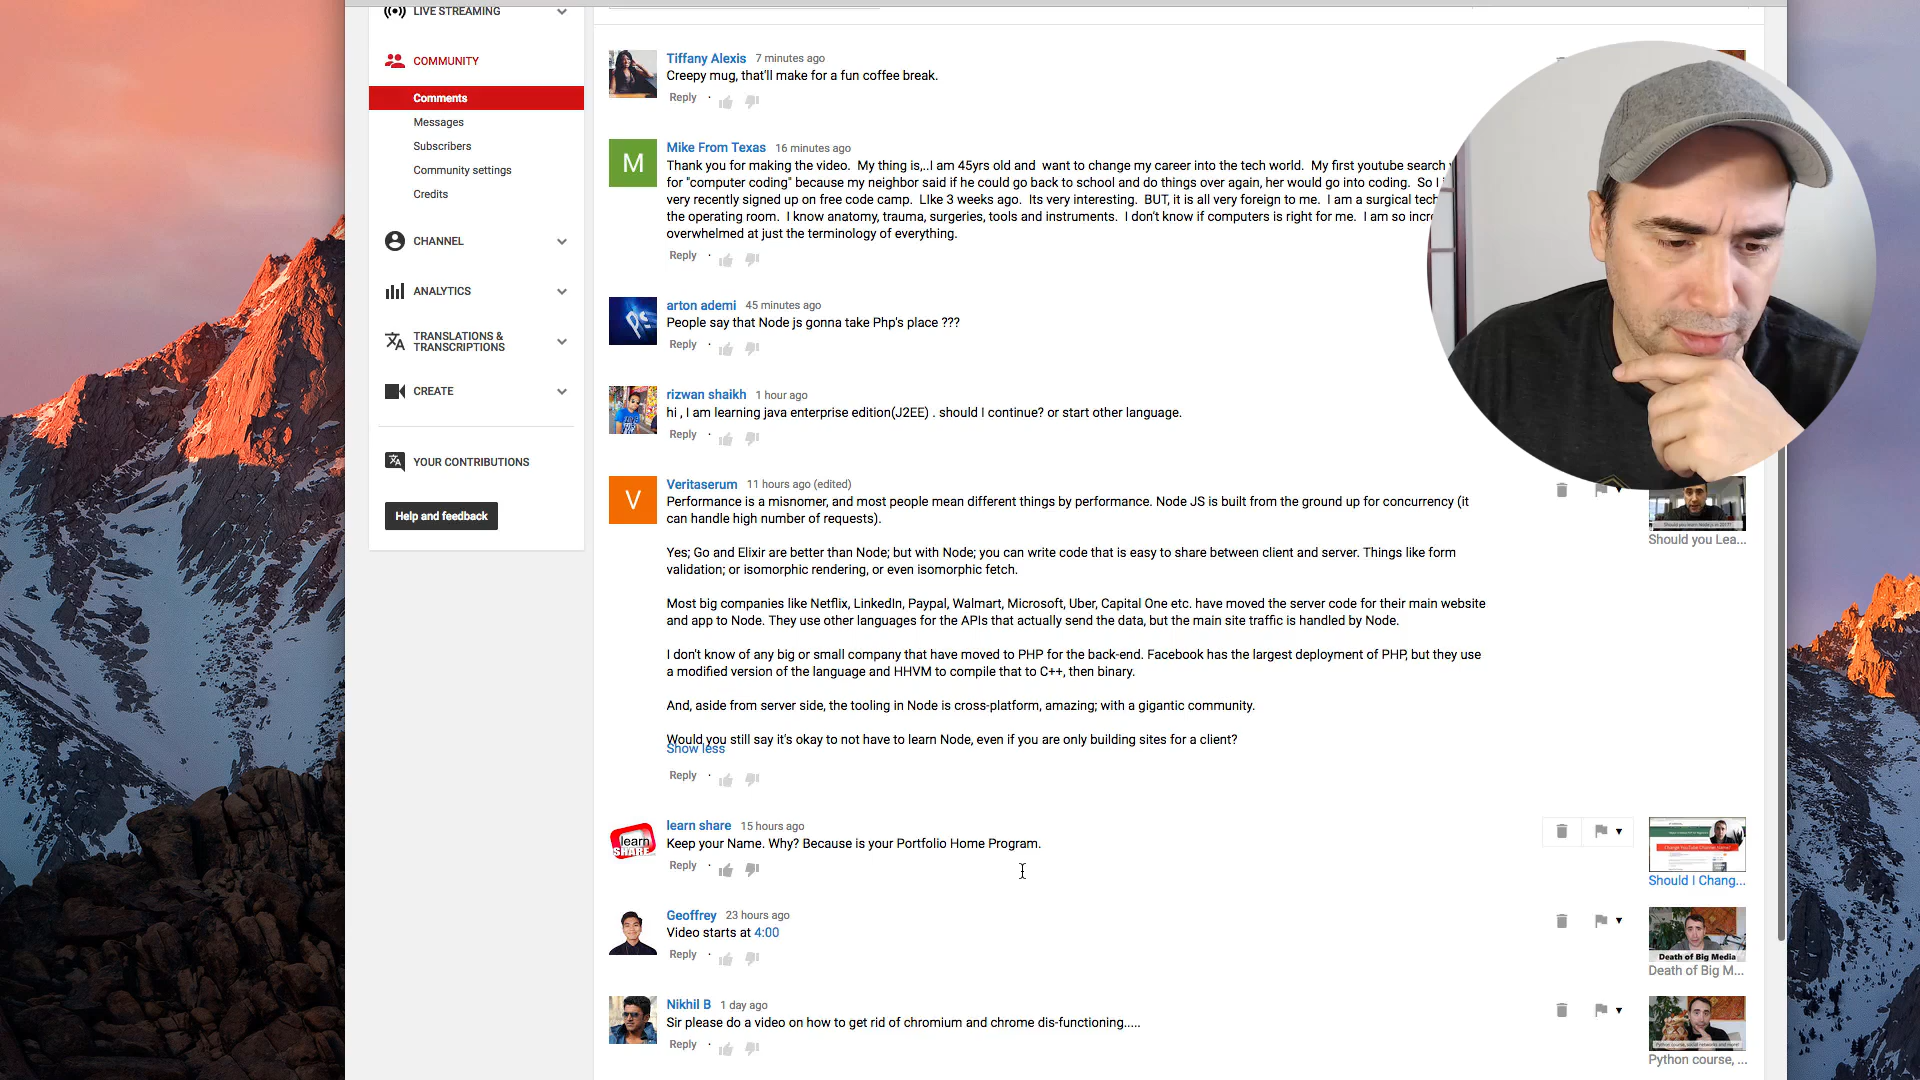 LIVE STREAMING
COMMUNITY
Comments
Messages
Subscribers
Community settings
Credits
CHANNEL
ANALYTICS
TRANSLATIONS &
TRANSCRIPTIONS
CREATE
YOUR CONTRIBUTIONS
Help and feedback
Tiffany Alexis 7 minutes ago
Creepy mug, that'll make for a fun coffee break.
Reply
M
Mike From Texas 16 minutes ago
Thank you for making the video. My thing is,..I am 45yrs old and want to change my career into the tech world. My first youtube search
for "computer coding" because my neighbor said if he could go back to school and do things over again, her would go into coding. So I
very recently signed up on free code camp. LIke 3 weeks ago. Its very interesting. BUT, it is all very foreign to me. I am a surgical tech
the operating room. I know anatomy, trauma, surgeries, tools and instruments. I don't know if computers is right for me. I am so incre
overwhelmed at just the terminology of everything.
Reply
Ps
arton ademi 45 minutes ago
People say that Node js gonna take Php's place ???
Reply
rizwan shaikh 1 hour ago
hi , I am learning java enterprise edition(J2EE) . should I continue? or start other language.
Reply
V
Veritaserum 11 hours ago (edited)
Performance is a misnomer, and most people mean different things by performance. Node JS is built from the ground up for concurrency (it
can handle high number of requests).
Yes; Go and Elixir are better than Node; but with Node; you can write code that is easy to share between client and server. Things like form
validation; or isomorphic rendering, or even isomorphic fetch.
Most big companies like Netflix, LinkedIn, Paypal, Walmart, Microsoft, Uber, Capital One etc. have moved the server code for their main website
and app to Node. They use other languages for the APIs that actually send the data, but the main site traffic is handled by Node.
I don't know of any big or small company that have moved to PHP for the back-end. Facebook has the largest deployment of PHP, but they use
a modified version of the language and HHVM to compile that to C++, then binary.
And, aside from server side, the tooling in Node is cross-platform, amazing; with a gigantic community.
Would you still say it's okay to not have to learn Node, even if you are only building sites for a client?
Show less
Reply
Should you Lea...
learn
SHARE
learn share 15 hours ago
Keep your Name. Why? Because is your Portfolio Home Program.
Reply
Should I Chang...
Geoffrey 23 hours ago
Video starts at 4:00
Reply
Death of Big Media
Death of Big M...
Nikhil B 1 day ago
Sir please do a video on how to get rid of chromium and chrome dis-functioning.....
Reply
Python course, ...